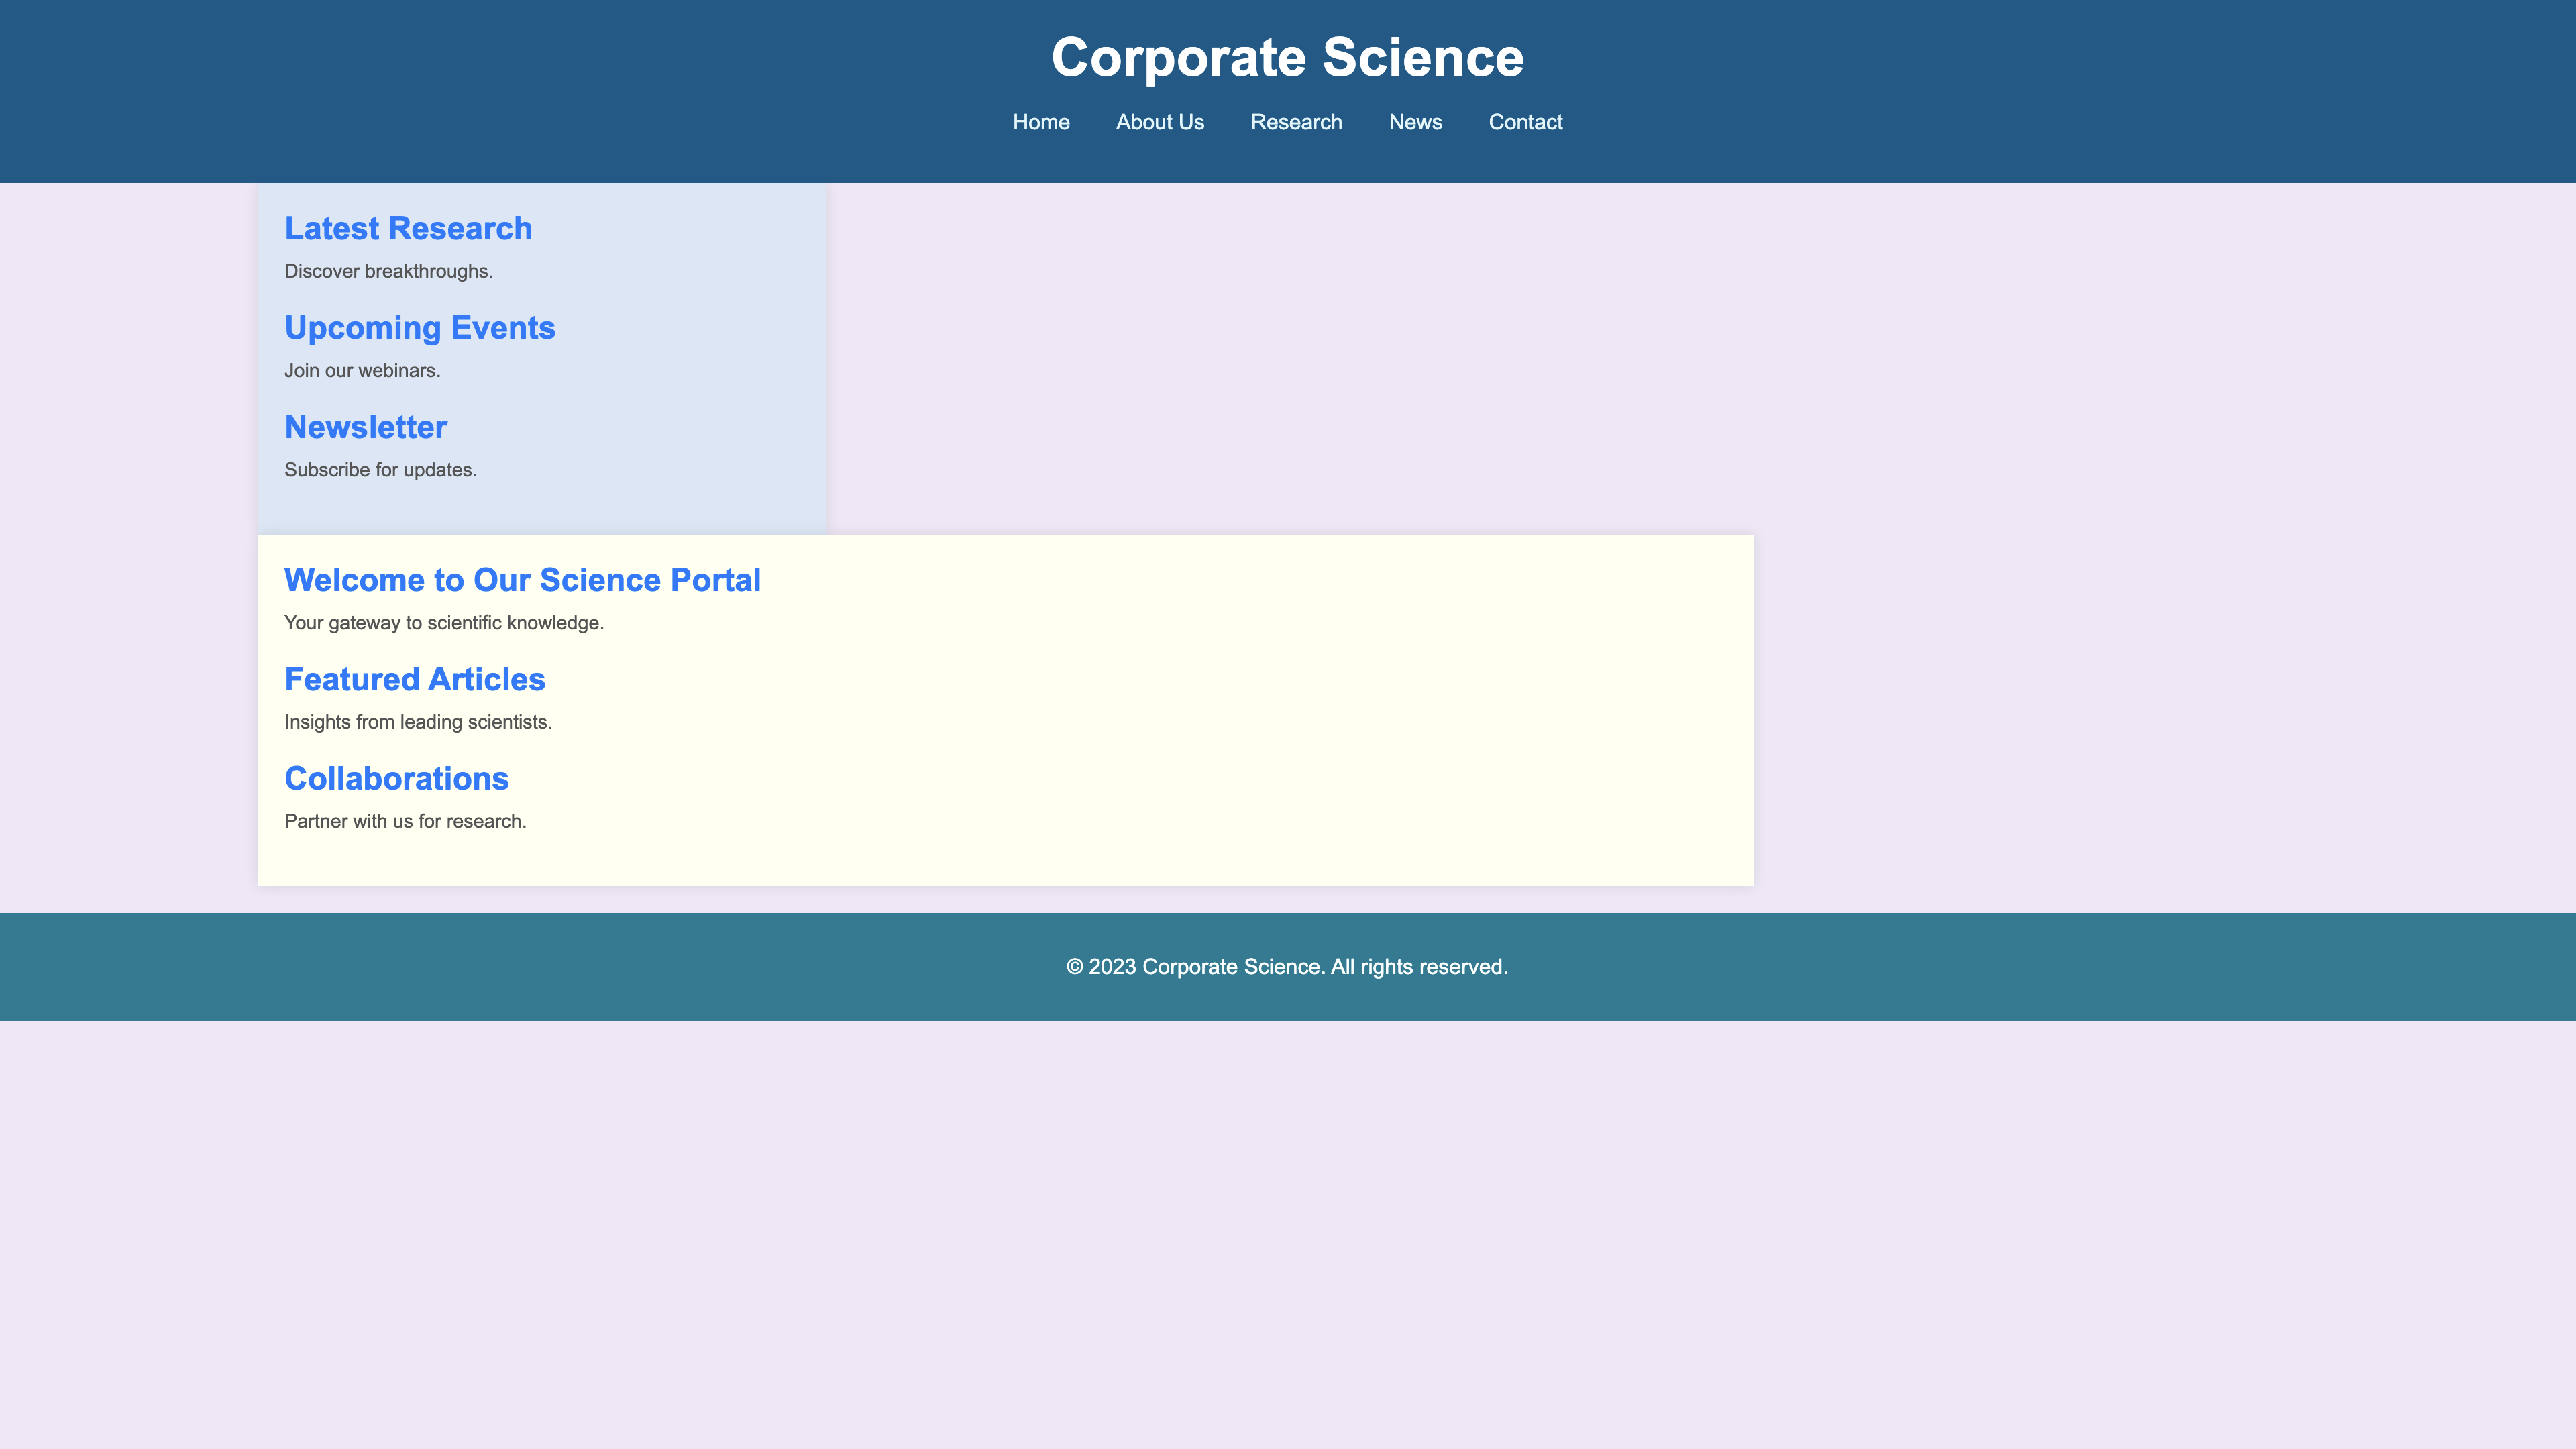 Corporate Science
Home About Us Research News Contact
Latest Research
Discover breakthroughs.
Upcoming Events
Join our webinars.
Newsletter
Subscribe for updates.
Welcome to Our Science Portal
Your gateway to scientific knowledge.
Featured Articles
Insights from leading scientists.
Collaborations
Partner with us for research.
© 2023 Corporate Science. All rights reserved.